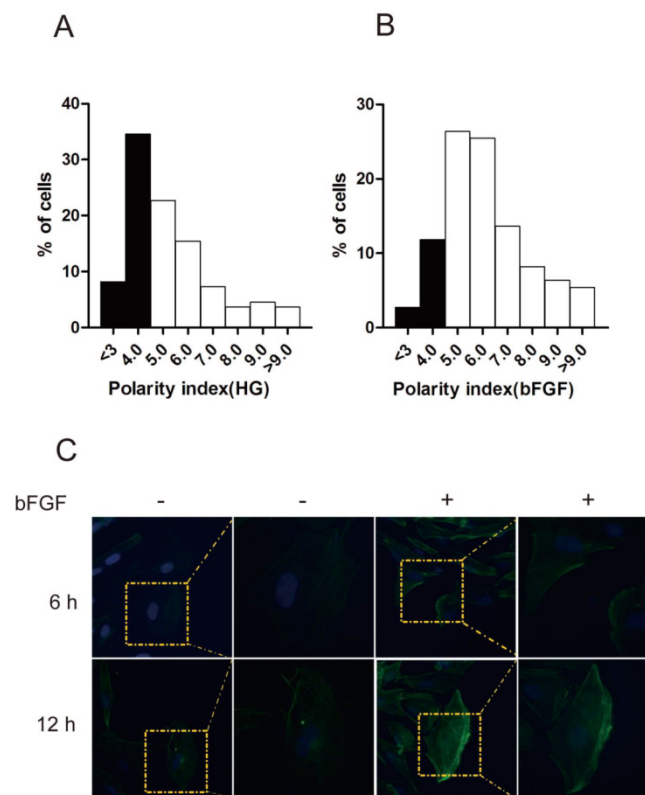 A
B
% of cells
40
30
20
10
0
<3 4.0 5.0 6.0 7.0 8.0 9.0 >9.0
Polarity index(HG)
% of cells
30
20
10
0
<3 4.0 5.0 6.0 7.0 8.0 9.0 >9.0
Polarity index(bFGF)
C
bFGF - - + +
6 h
12 h